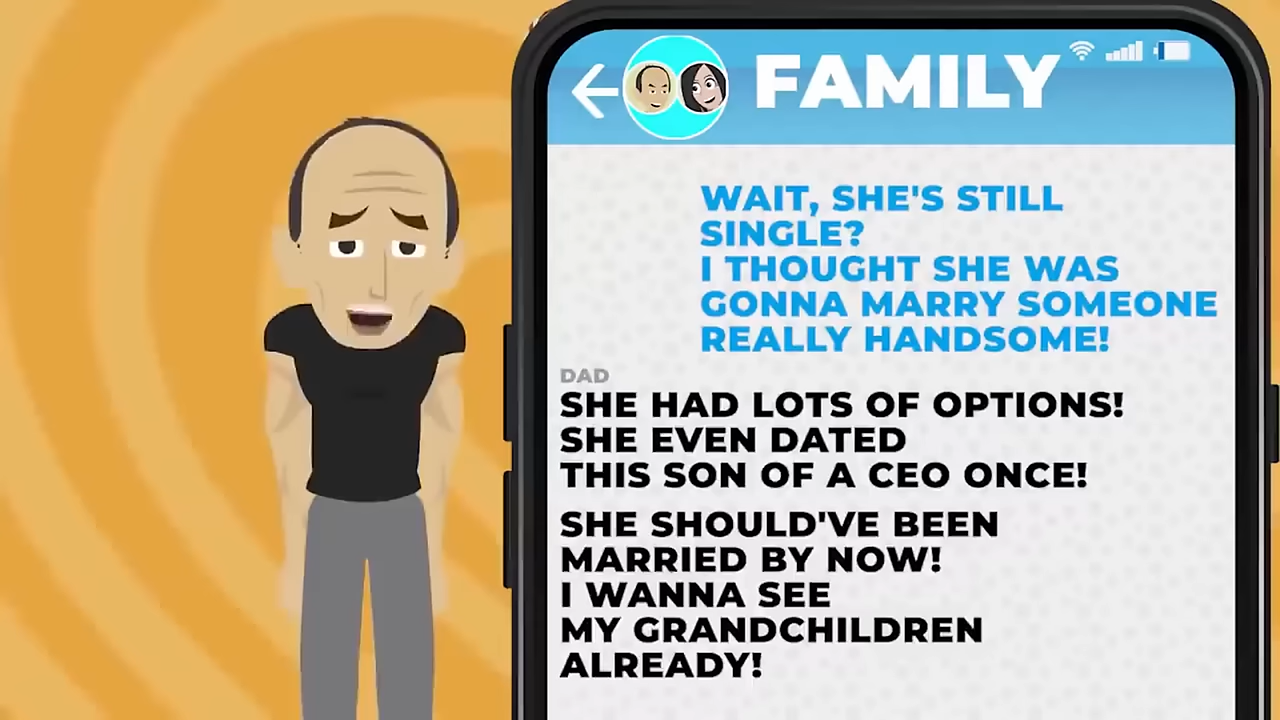 FAMILY
WAIT, SHE'S STILL
SINGLE?
I THOUGHT SHE WAS
GONNA MARRY SOMEONE
REALLY HANDSOME!
DAD
SHE HAD LOTS OF OPTIONS!
SHE EVEN DATED
THIS SON OF A CEO ONCE!
SHE SHOULD'VE BEEN
MARRIED BY NOW!
I WANNA SEE
MY GRANDCHILDREN
ALREADY!